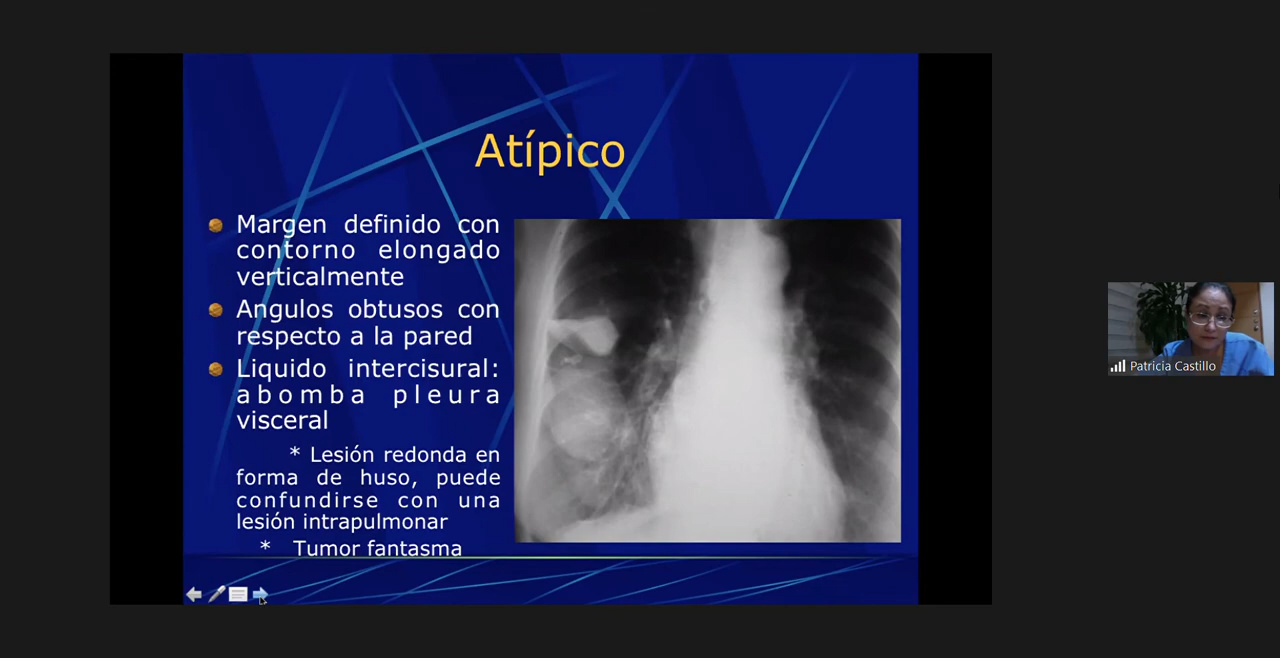 Atípico
Margen definido con
contorno elongado
verticalmente
Angulos obtusos con
respecto a la pared
Liquido intercisural:
abomba pleura
visceral
* Lesión redonda en
forma de huso, puede
confundirse con una
lesión intrapulmonar
* Tumor fantasma
Patricia Castillo